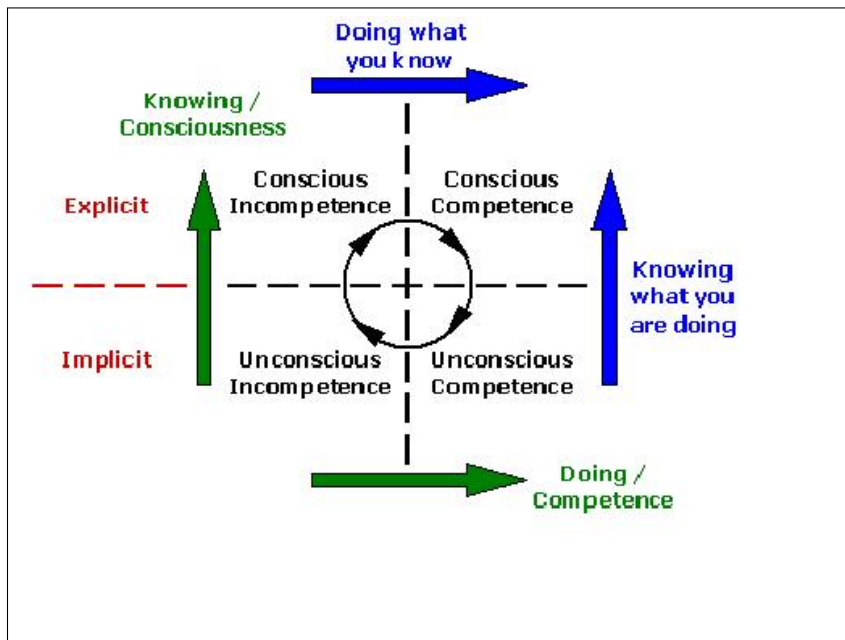 Doing what
you know
Knowing /
Consciousness
Conscious
Incompetence
Conscious
Competence
Explicit
Knowing
what you
are doing
Implicit
Unconscious
Incompetence
Unconscious
Competence
Doing /
Competence